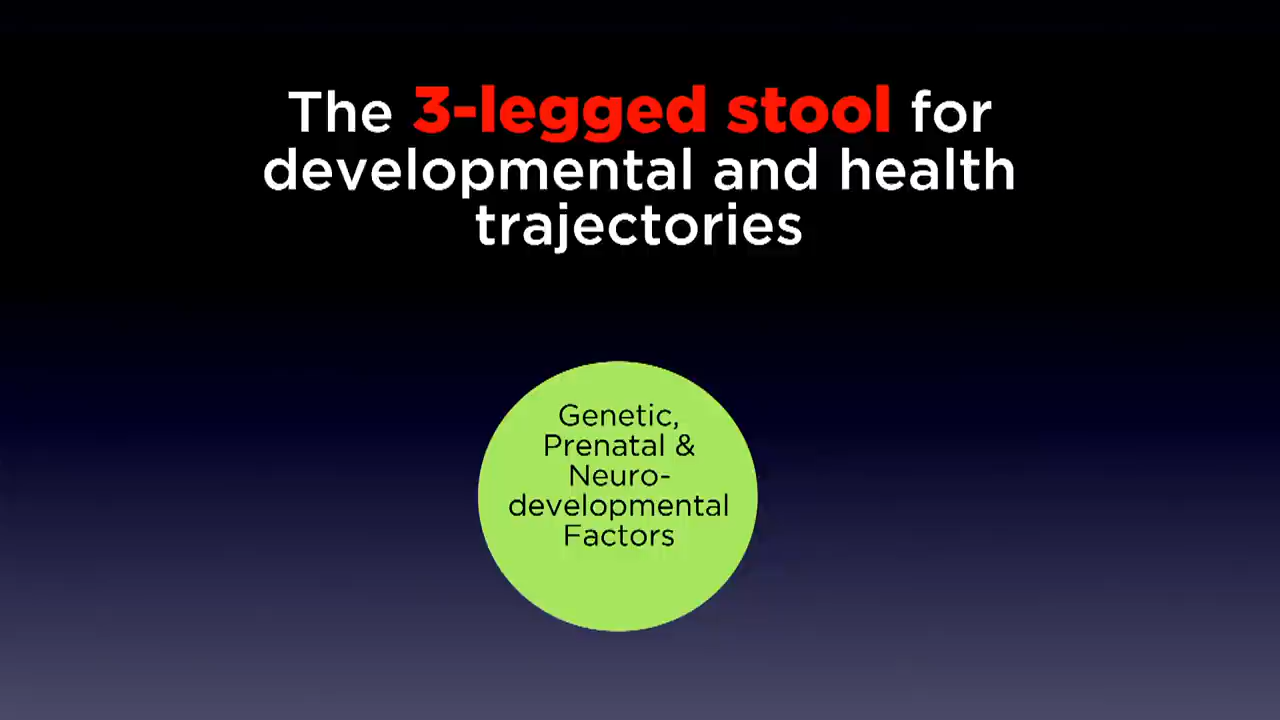 The 3-legged stool for
developmental and health
trajectories
Genetic,
Prenatal &
Neuro-
developmental
Factors